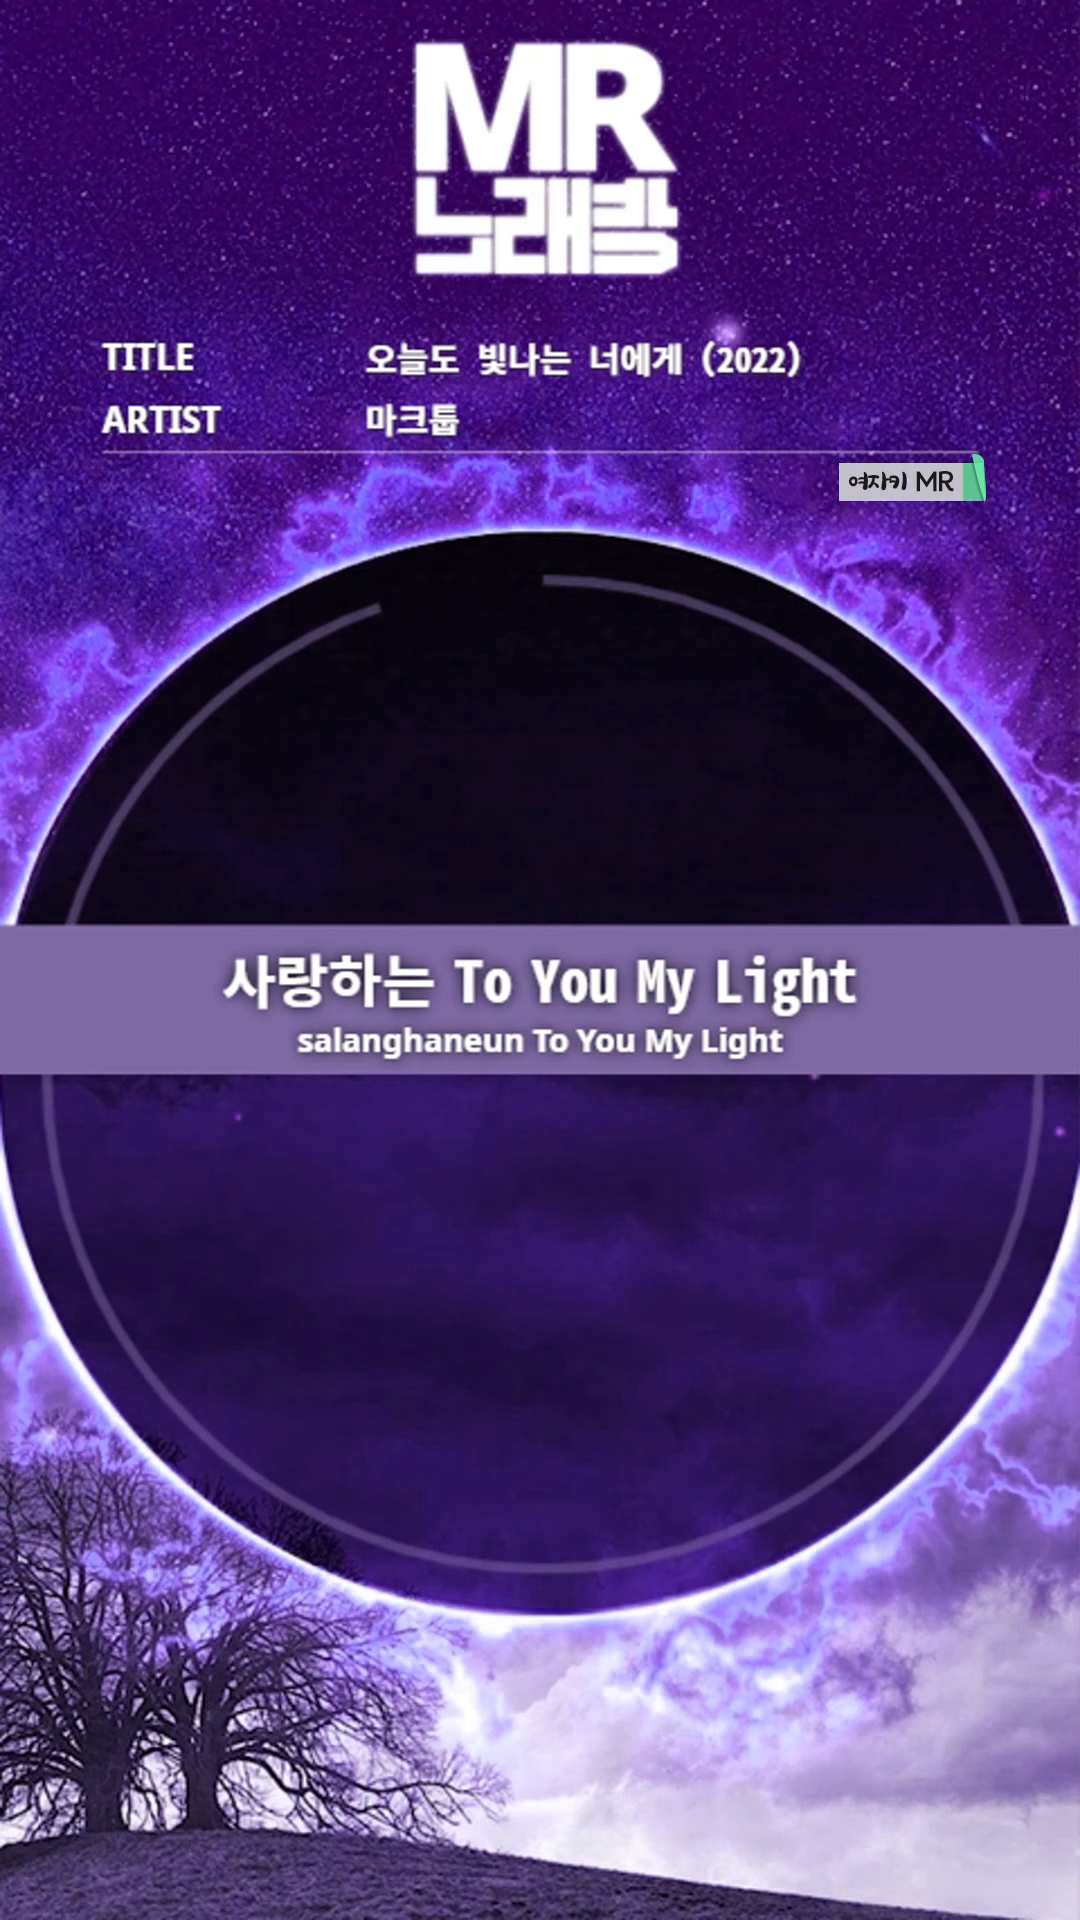 MR
노래방
TITLE 오늘도 빛나는 너에게 (2022)
ARTIST 마크툽
여자키 MR
사랑하는 To You My Light
salanghaneun To You My Light